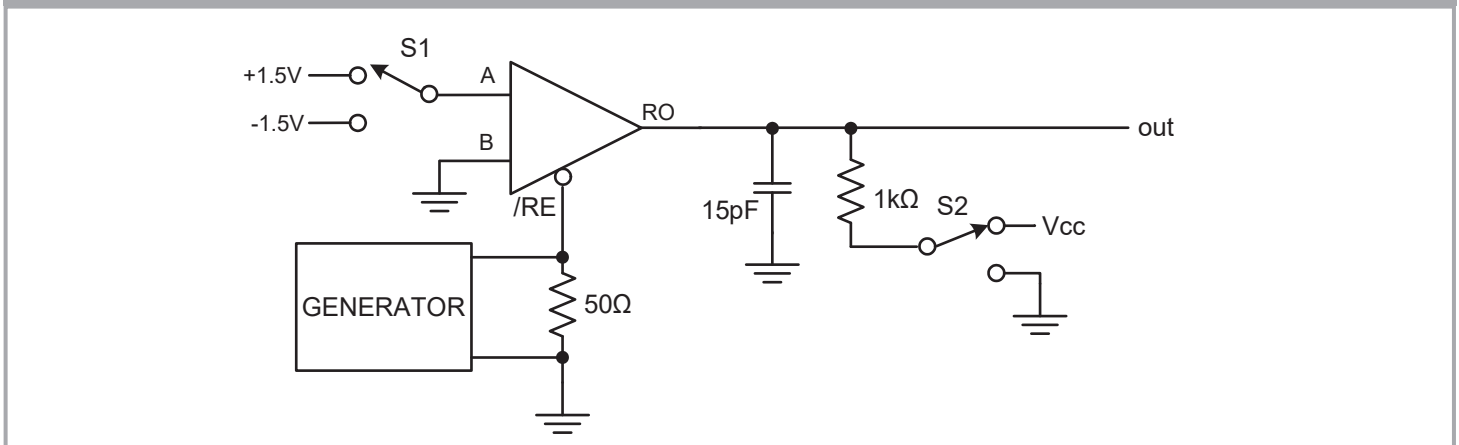 S1
+1.5V
A
-1.5V
RO
out
B
/RE
15pF
1kΩ
S2
Vcc
GENERATOR
50Ω